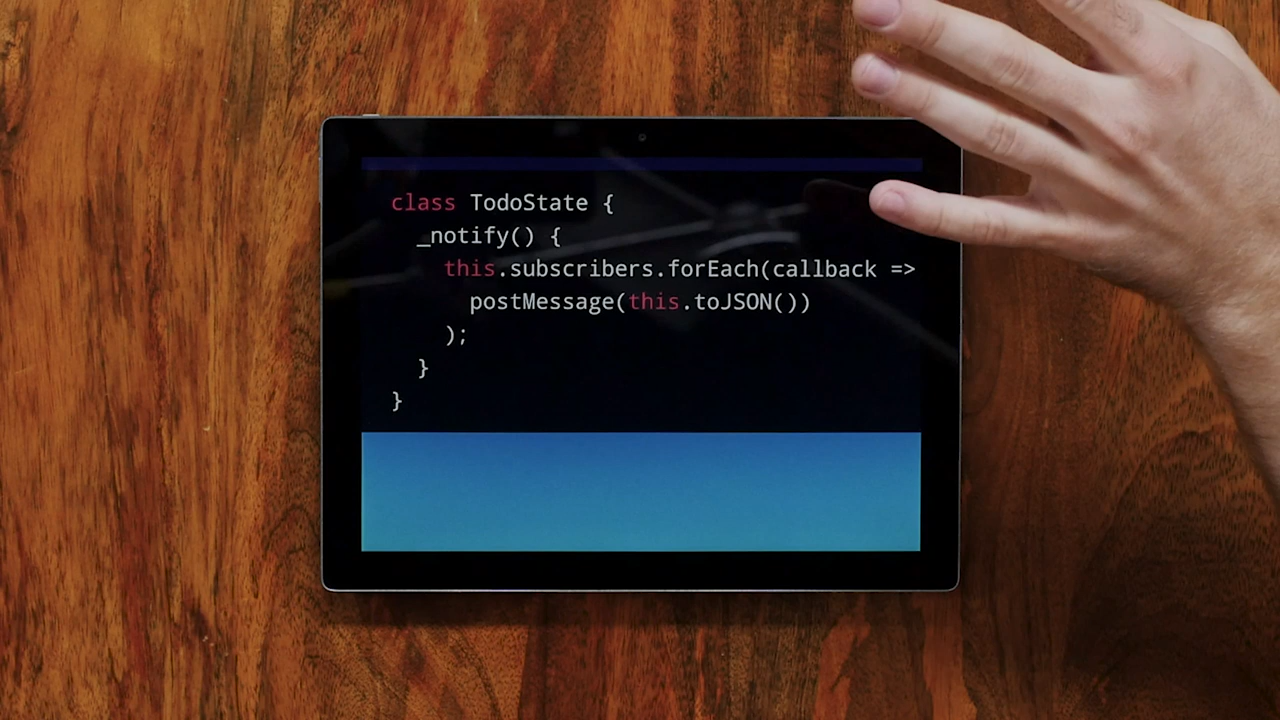 class TodoState {
_notify() {
this.subscribers.forEach(callback =>
postMessage(this.toJSON())
);
}
}